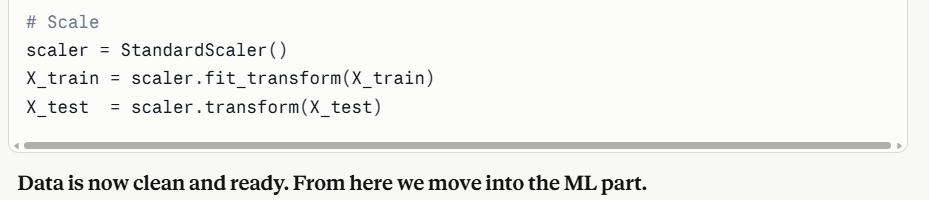 # Scale
scaler = StandardScaler()
X_train = scaler.fit_transform(X_train)
X_test  = scaler.transform(X_test)
Data is now clean and ready. From here we move into the ML part.